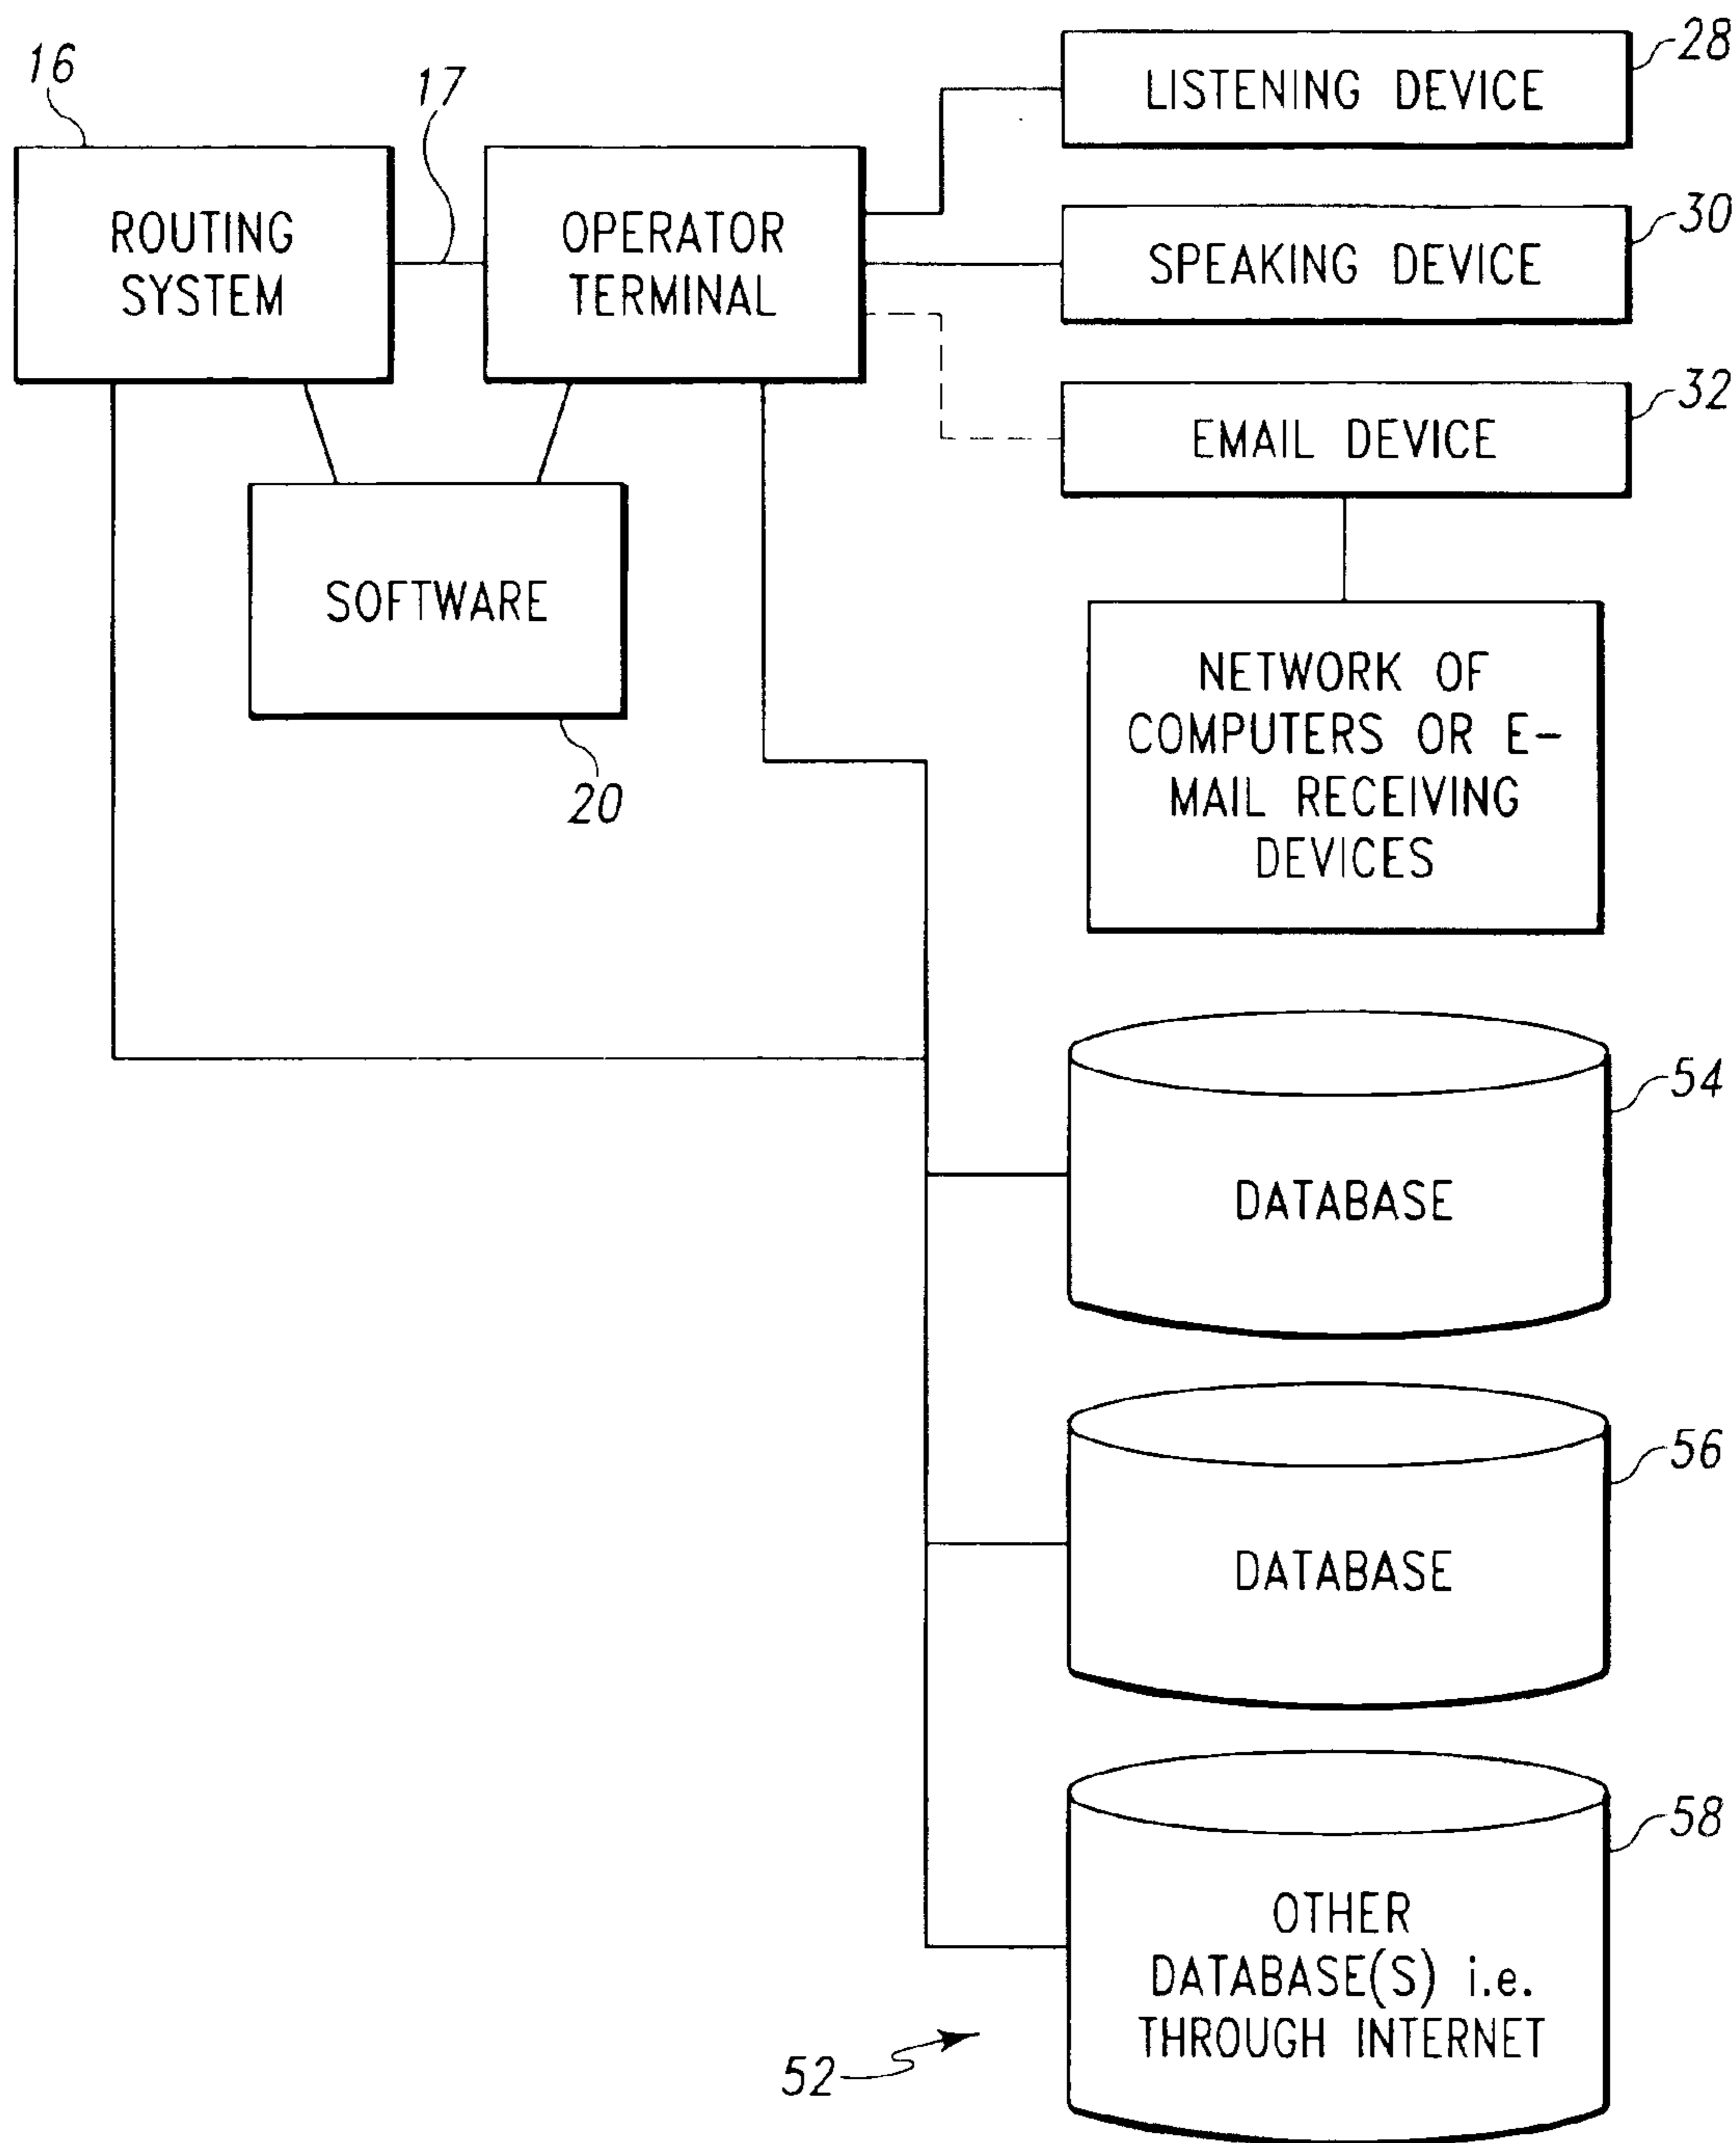 16
ROUTING
SYSTEM
17
OPERATOR
TERMINAL
LISTENING DEVICE
28
SPEAKING DEVICE
30
EMAIL DEVICE
32
SOFTWARE
20
NETWORK OF
COMPUTERS OR E-
MAIL RECEIVING
DEVICES
DATABASE
54
DATABASE
56
OTHER
DATABASE(S) i.e.
THROUGH INTERNET
58
52